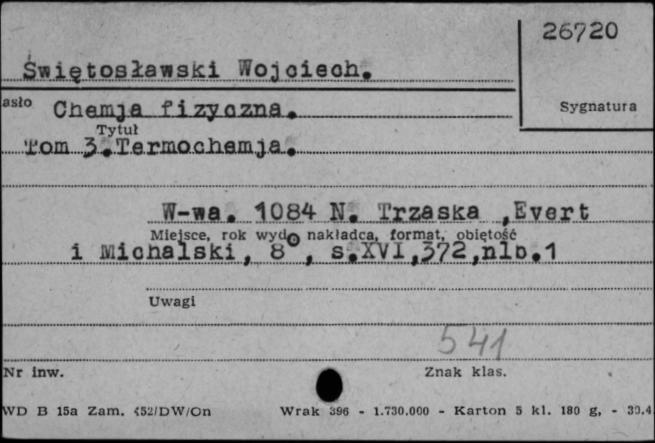 26720
Świętosławski Wojciech.
asło Chemja fizyczna.
Sygnatura
Tytuł
Tom 3.Termochemja.
W-wa. 1084 N. Trzaska ,Evert
Miejsce, rok wyd. nakładca, format, objętość
i Michalski, 8°, s.XVI,372,nlb.1
Uwagi
541
Nr inw.
Znak klas.
WD B 15a Zam. 452/DW/On Wrak 396 - 1.730.000 - Karton 5 kl. 180 g, - 30.4